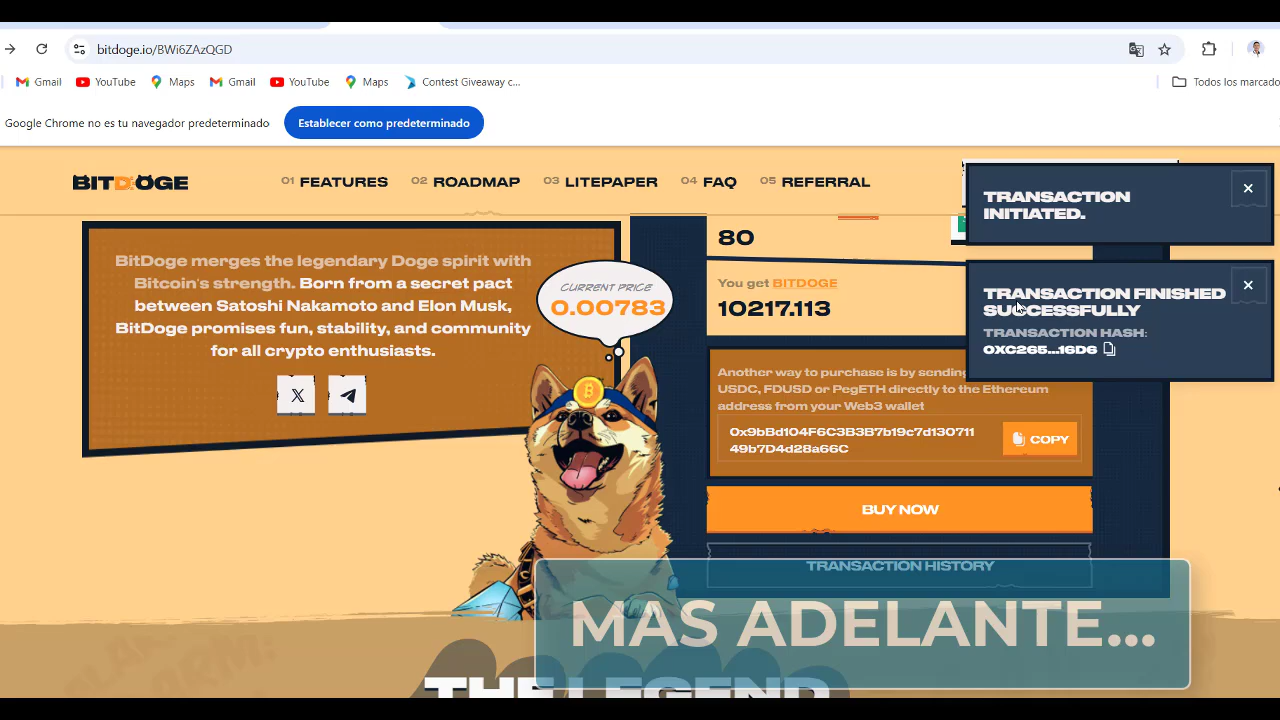 bitdoge.io/BWi6ZAzQGD
Gmail YouTube Maps Gmail YouTube Maps Contest Giveaway c... Todos los marcado
Google Chrome no es tu navegador predeterminado Establecer como predeterminado
BITDOGE 01 FEATURES 02 ROADMAP 03 LITEPAPER 04 FAQ 05 REFERRAL
TRANSACTION
INITIATED.
TRANSACTION FINISHED
SUCCESSFULLY
TRANSACTION HASH:
0XC265...16D6
BitDoge merges the legendary Doge spirit with
Bitcoin's strength. Born from a secret pact
between Satoshi Nakamoto and Elon Musk,
BitDoge promises fun, stability, and community
for all crypto enthusiasts.
CURRENT PRICE
0.00783
80
You get BITDOGE
10217.113
Another way to purchase is by sending
USDC, FDUSD or PegETH directly to the Ethereum
address from your Web3 wallet
0x9bBd104F6C3B3B7b19c7d130711
49b7D4d28a66C
COPY
BUY NOW
TRANSACTION HISTORY
MAS ADELANTE...
THE LEGEND